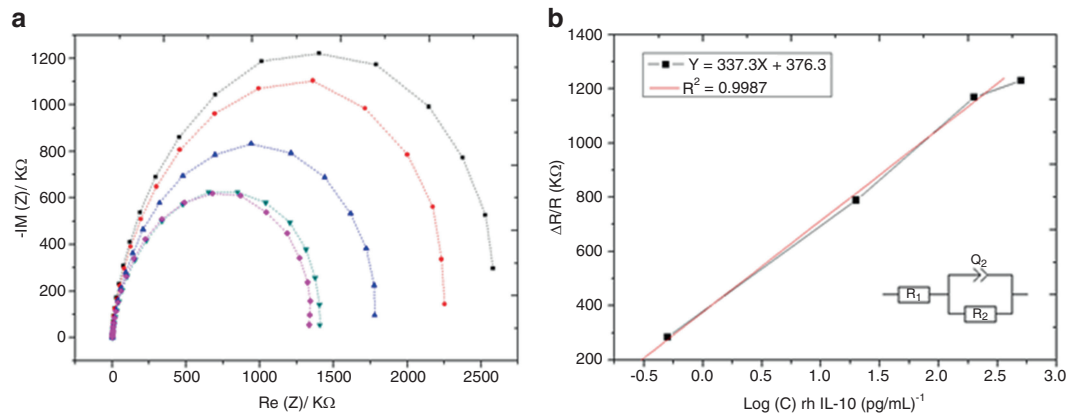 a
-IM (Z)/ KΩ
1200
1000
800
600
400
200
0
0
500
1000
1500
2000
2500
Re (Z)/ KΩ
b
ΔR/R (KΩ)
1400
1200
1000
800
600
400
200
Y = 337.3X + 376.3
R² = 0.9987
Q₂
R₁
R₂
-0.5
0.0
0.5
1.0
1.5
2.0
2.5
3.0
Log (C) rh IL-10 (pg/mL)⁻¹